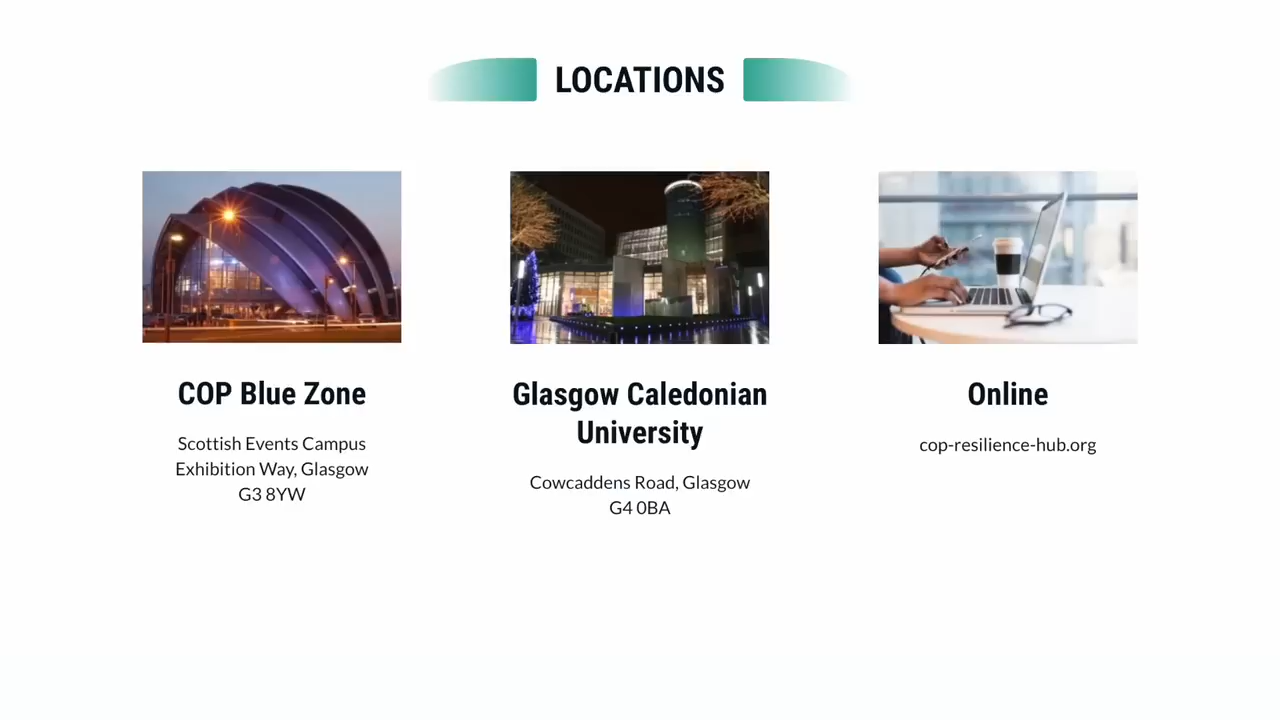 LOCATIONS
COP Blue Zone
Scottish Events Campus
Exhibition Way, Glasgow
G3 8YW
Glasgow Caledonian
University
Cowcaddens Road, Glasgow
G4 0BA
Online
cop-resilience-hub.org